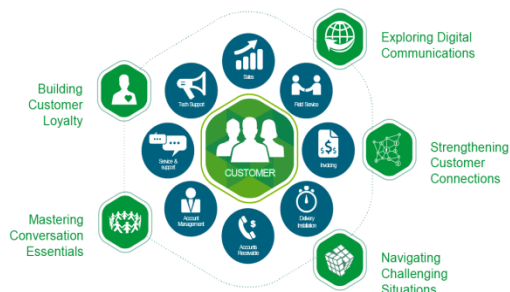 Exploring Digital
Communications
Sales
Building
Customer
Loyalty
Tech Support
Field Service
Service &
support
CUSTOMER
Invoicing
Strengthening
Customer
Connections
Account
Management
Delivery
Installation
Mastering
Conversation
Essentials
Accounts
Receivable
Navigating
Challenging
Situations